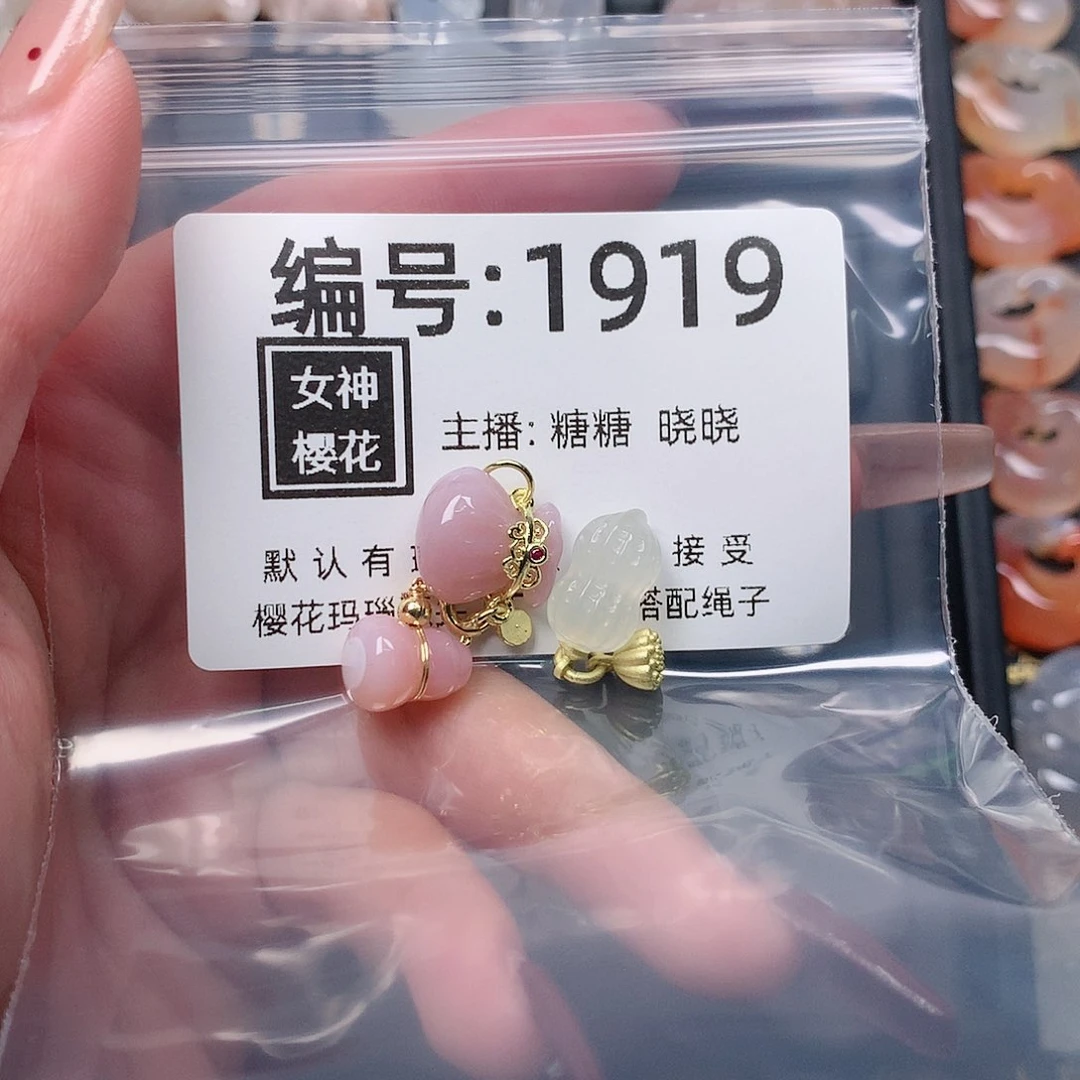 编号:1919
女神
樱花
主播:糖糖 晓晓
默认有 接受
樱花玛瑙 搭配绳子